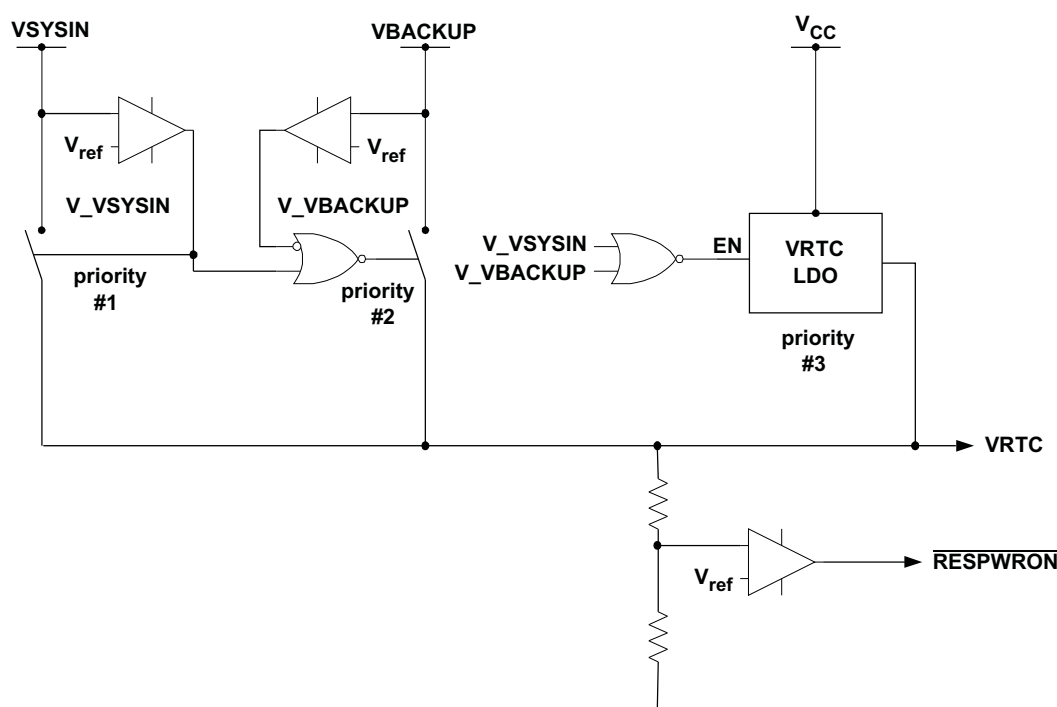 VSYSIN
VBACKUP
VCC
Vref
Vref
V_VSYSIN
V_VBACKUP
priority
#1
priority
#2
V_VSYSIN
V_VBACKUP
EN
VRTC
LDO
priority
#3
VRTC
Vref
RESPWRON